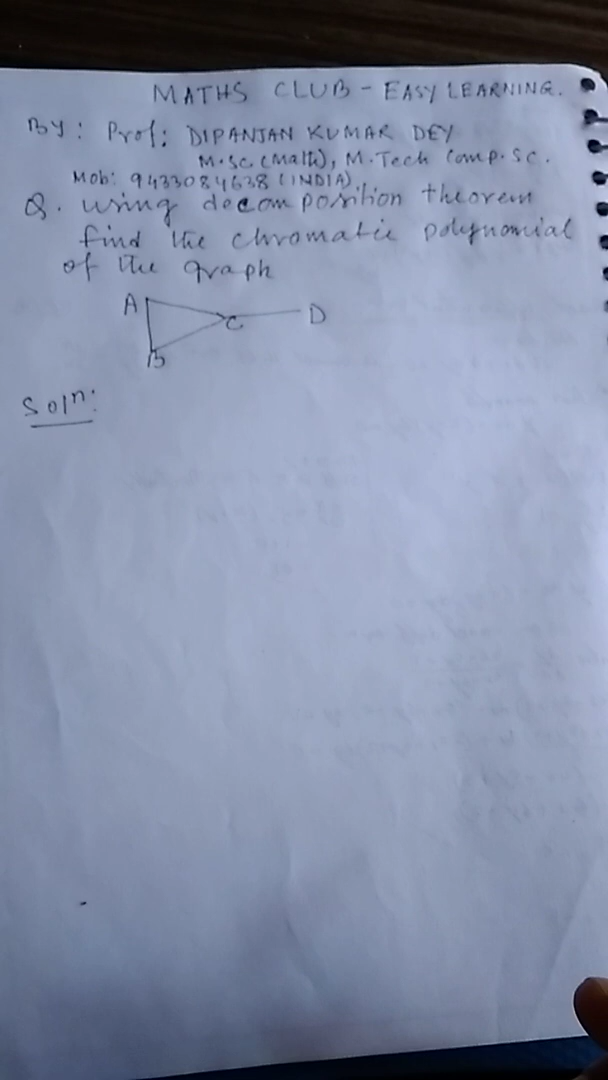 MATHS CLUB - EASY LEARNING.
By: Prof: DIPANJAN KUMAR DEY
M.Sc (Math), M.Tech Comp.Sc.
Mob: 9433084638 (INDIA).
Q. Using decomposition theorem
find the chromatic polynomial
of the graph
A
C
D
B
Soln: